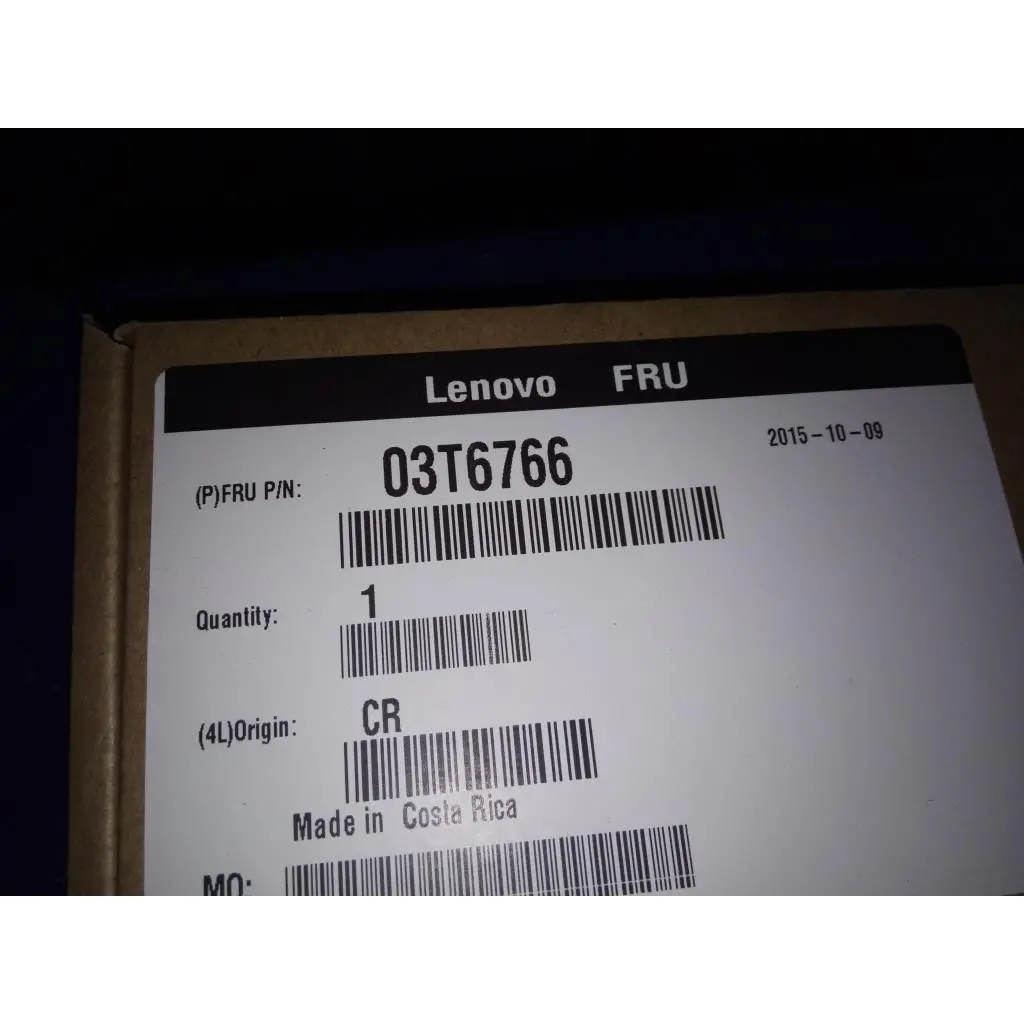 Lenovo FRU
2015-10-09
(P)FRU P/N: 03T6766
Quantity: 1
(4L)Origin: CR
Made in Costa Rica
MO: